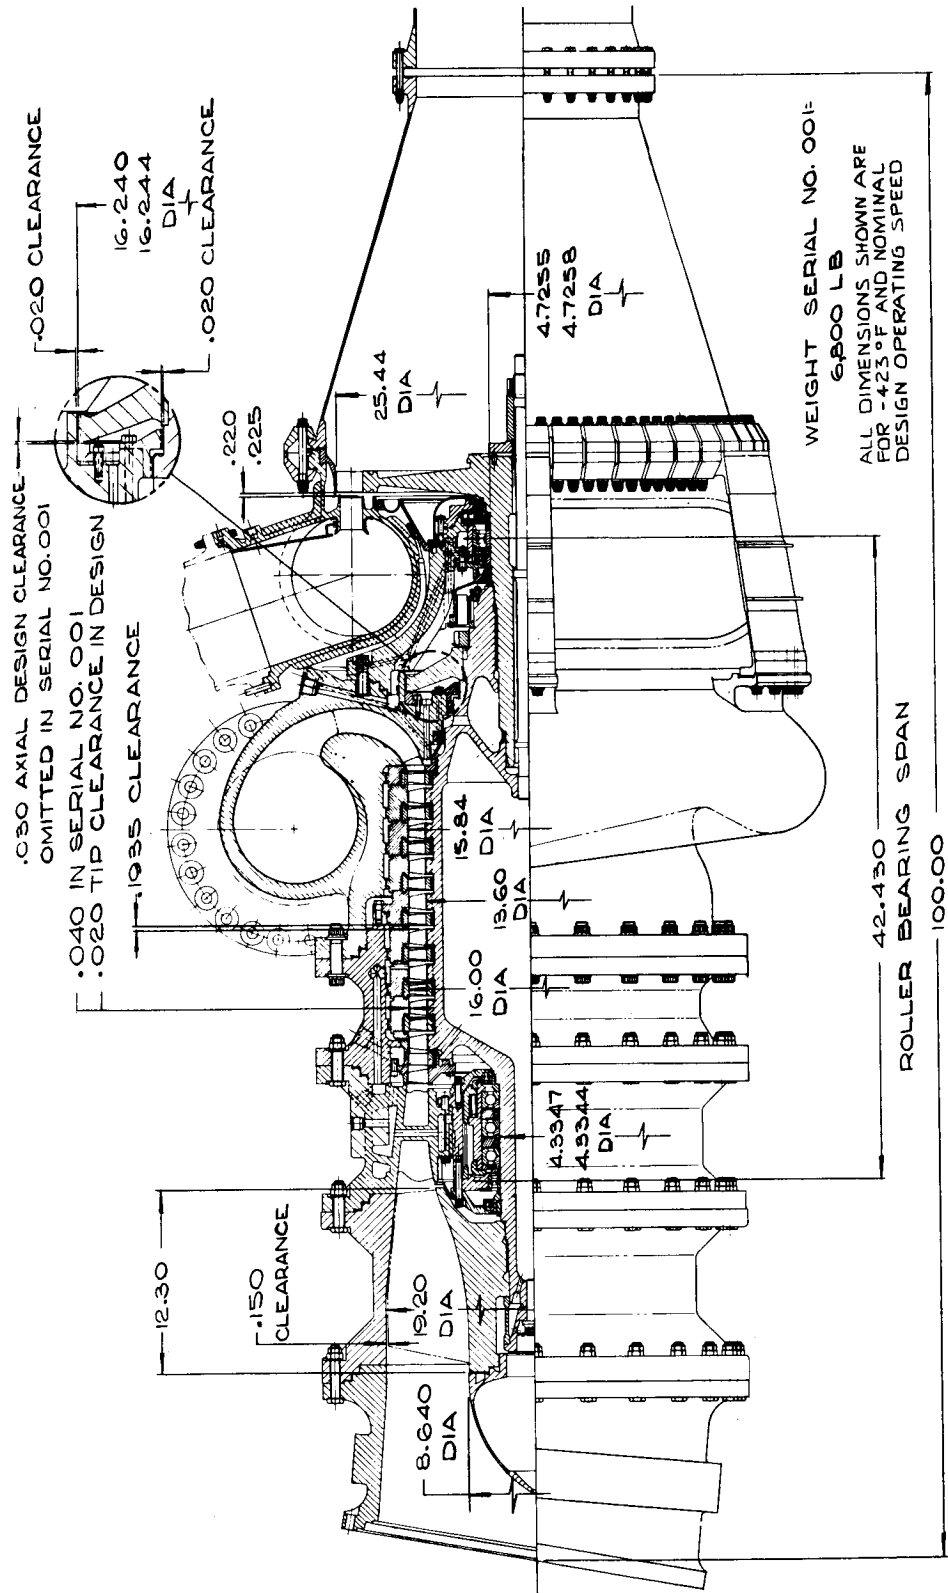 .030 AXIAL DESIGN CLEARANCE
OMITTED IN SERIAL NO. 001
.040 IN SERIAL NO. 001
.020 TIP CLEARANCE IN DESIGN
.1935 CLEARANCE
.020 CLEARANCE
16.240
16.244
DIA
.020 CLEARANCE
.220
.225
25.44
DIA
4.7255
4.7258
DIA
12.30
.150
CLEARANCE
19.20
DIA
8.640
DIA
16.00
DIA
13.60
DIA
15.84
DIA
4.3347
4.3344
DIA
WEIGHT SERIAL NO. 001=
6,800 LB
ALL DIMENSIONS SHOWN ARE
FOR -423°F AND NOMINAL
DESIGN OPERATING SPEED
42.430
ROLLER BEARING SPAN
100.00